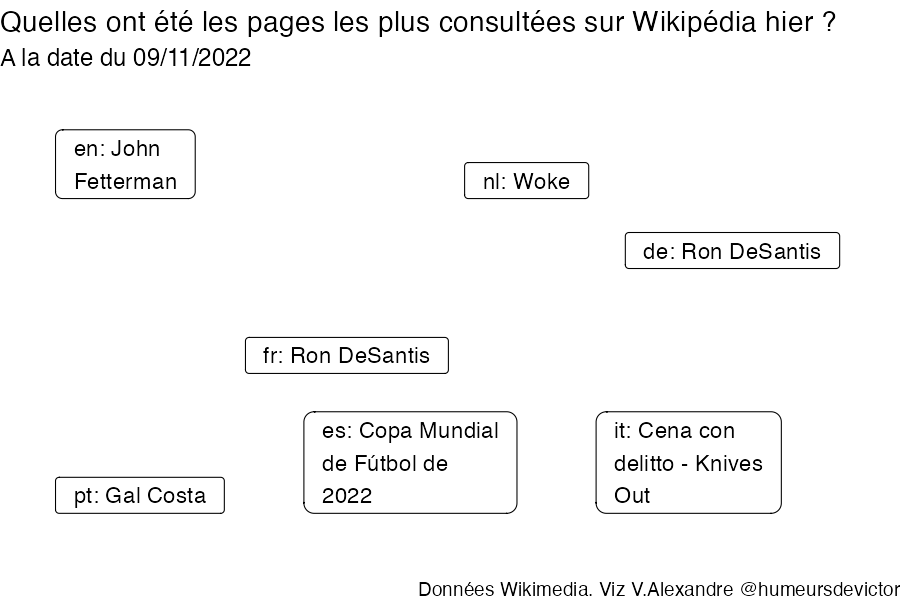 Quelles ont été les pages les plus consultées sur Wikipédia hier ?
A la date du 09/11/2022
en: John
Fetterman
nl: Woke
de: Ron DeSantis
fr: Ron DeSantis
es: Copa Mundial
de Fútbol de
2022
it: Cena con
delitto - Knives
Out
pt: Gal Costa
Données Wikimedia. Viz V.Alexandre @humeursdevictor